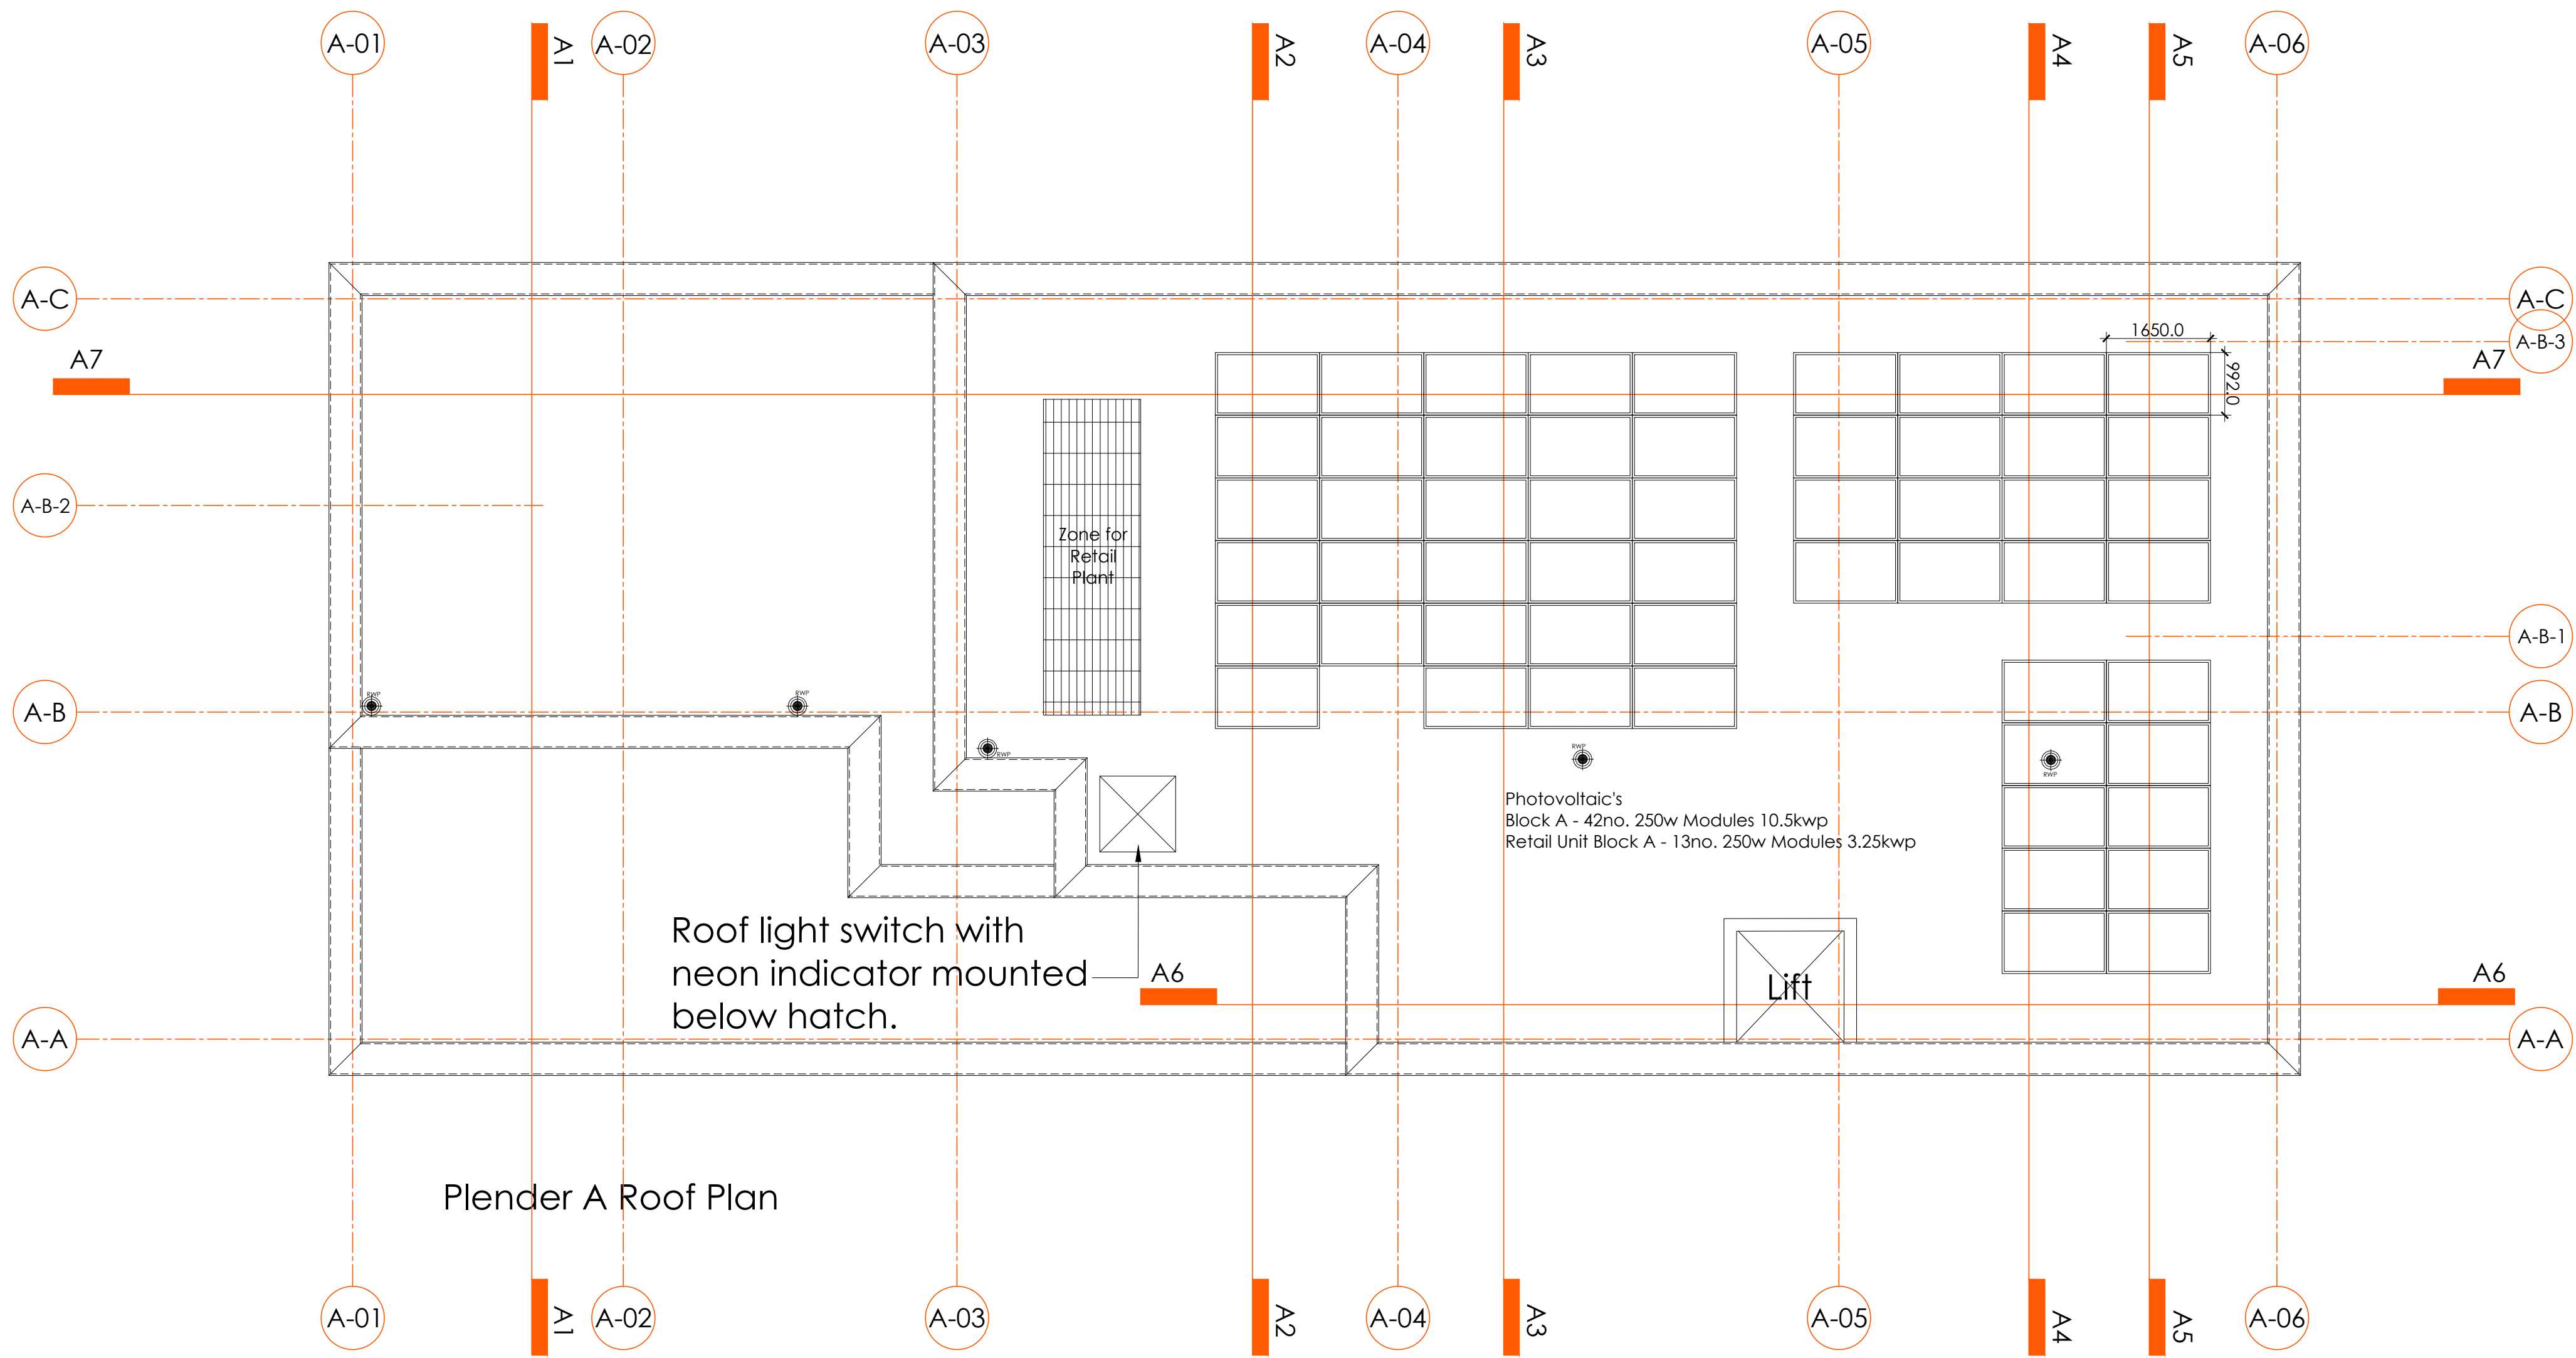 A-01
A1
A-02
A-03
A2
A-04
A3
A-05
A4
A5
A-06
A-C
A-C
1650.0
A-B-3
A7
A7
992.0
A-B-2
Zone for
Retail
Plant
A-B-1
RWP
RWP
A-B
A-B
RWP
RWP
RWP
Photovoltaic's
Block A - 42no. 250w Modules 10.5kwp
Retail Unit Block A - 13no. 250w Modules 3.25kwp
Roof light switch with
neon indicator mounted
below hatch.
A6
Lift
A6
A-A
A-A
Plender A Roof Plan
A-01
A1
A-02
A-03
A2
A-04
A3
A-05
A4
A5
A-06